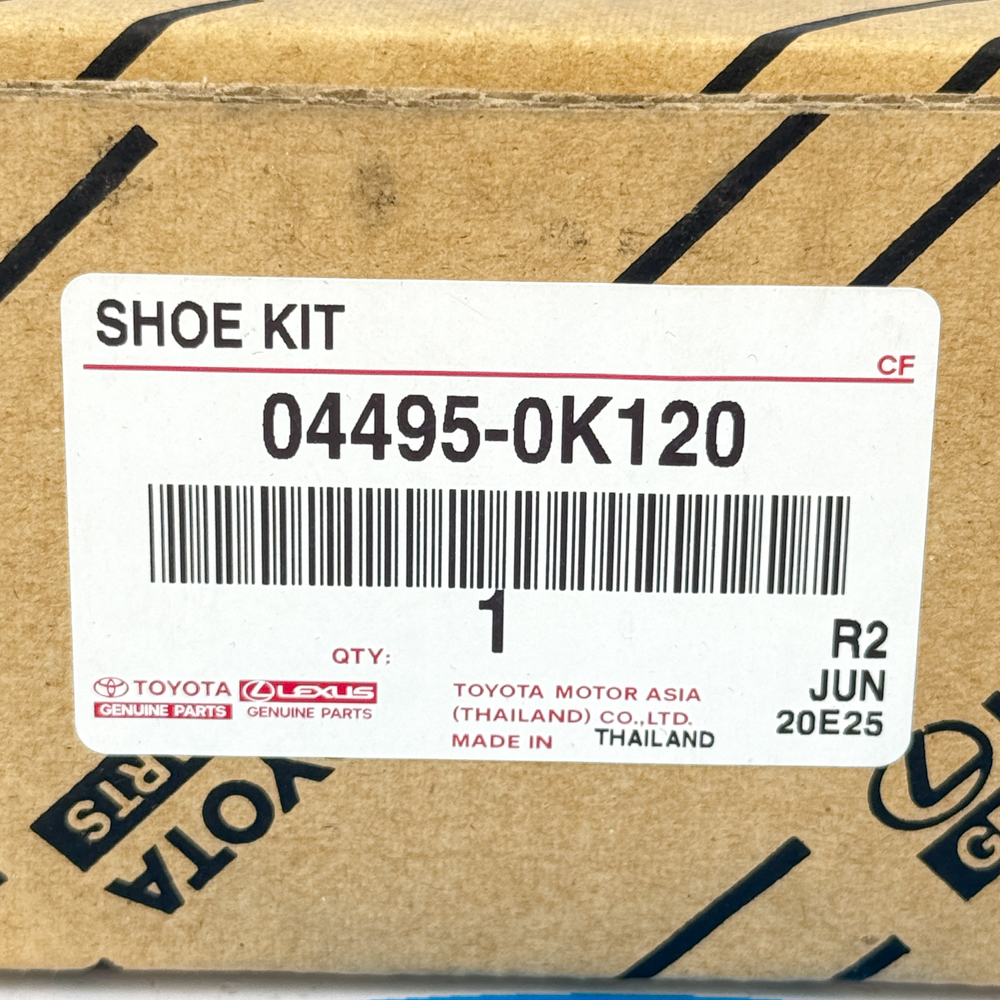 SHOE KIT
CF
04495-0K120
1
QTY:
R2
JUN
20E25
TOYOTA LEXUS
GENUINE PARTS GENUINE PARTS
TOYOTA MOTOR ASIA
(THAILAND) CO.,LTD.
MADE IN THAILAND
TOYOTA
PARTS
G